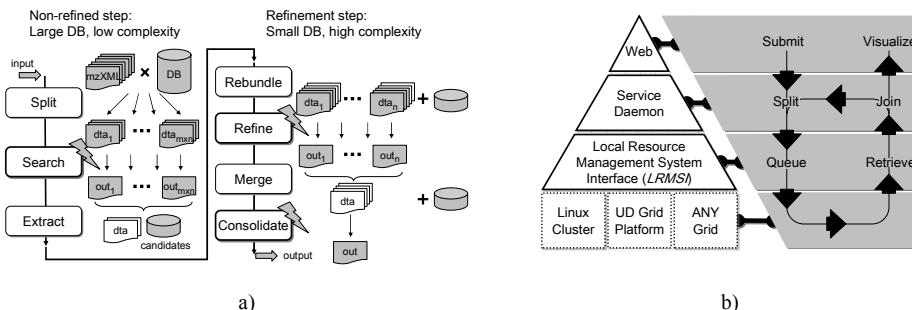 Non-refined step:
Large DB, low complexity
input
mzXML
×
DB
Split
dta1
...
dtamxn
Search
out1
...
outmxn
Extract
dta
candidates
Refinement step:
Small DB, high complexity
Rebundle
dta1
...
dtan
+
Refine
out1
...
outn
Merge
dta
+
Consolidate
output
out
a)
Web
Service
Daemon
Local Resource
Management System
Interface (LRMSI)
Linux
Cluster
UD Grid
Platform
ANY
Grid
Submit
Visualize
Split
Join
Queue
Retrieve
b)